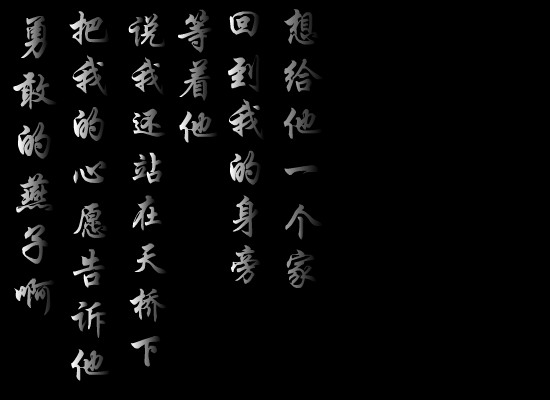 勇敢的燕子啊
把我的心愿告诉他
说我还站在天桥下
等着他
回到我的身旁
想给他一个家